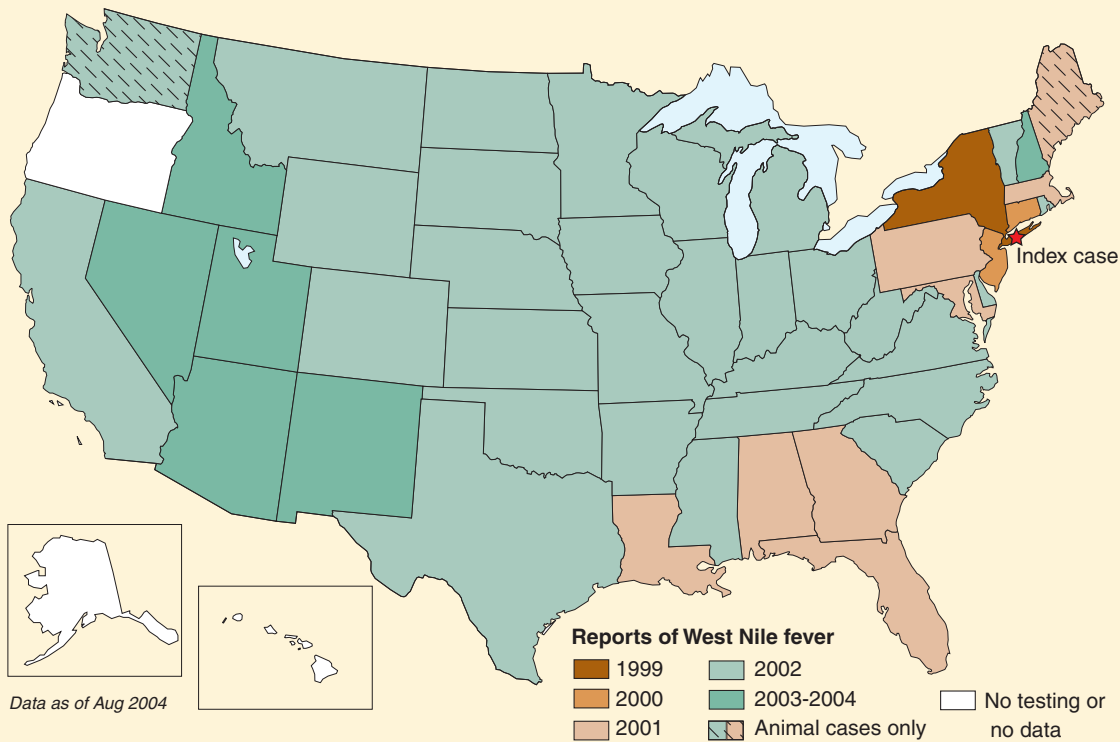 Index case
Reports of West Nile fever
1999
2000
2001
2002
2003-2004
Animal cases only
No testing or
no data
Data as of Aug 2004